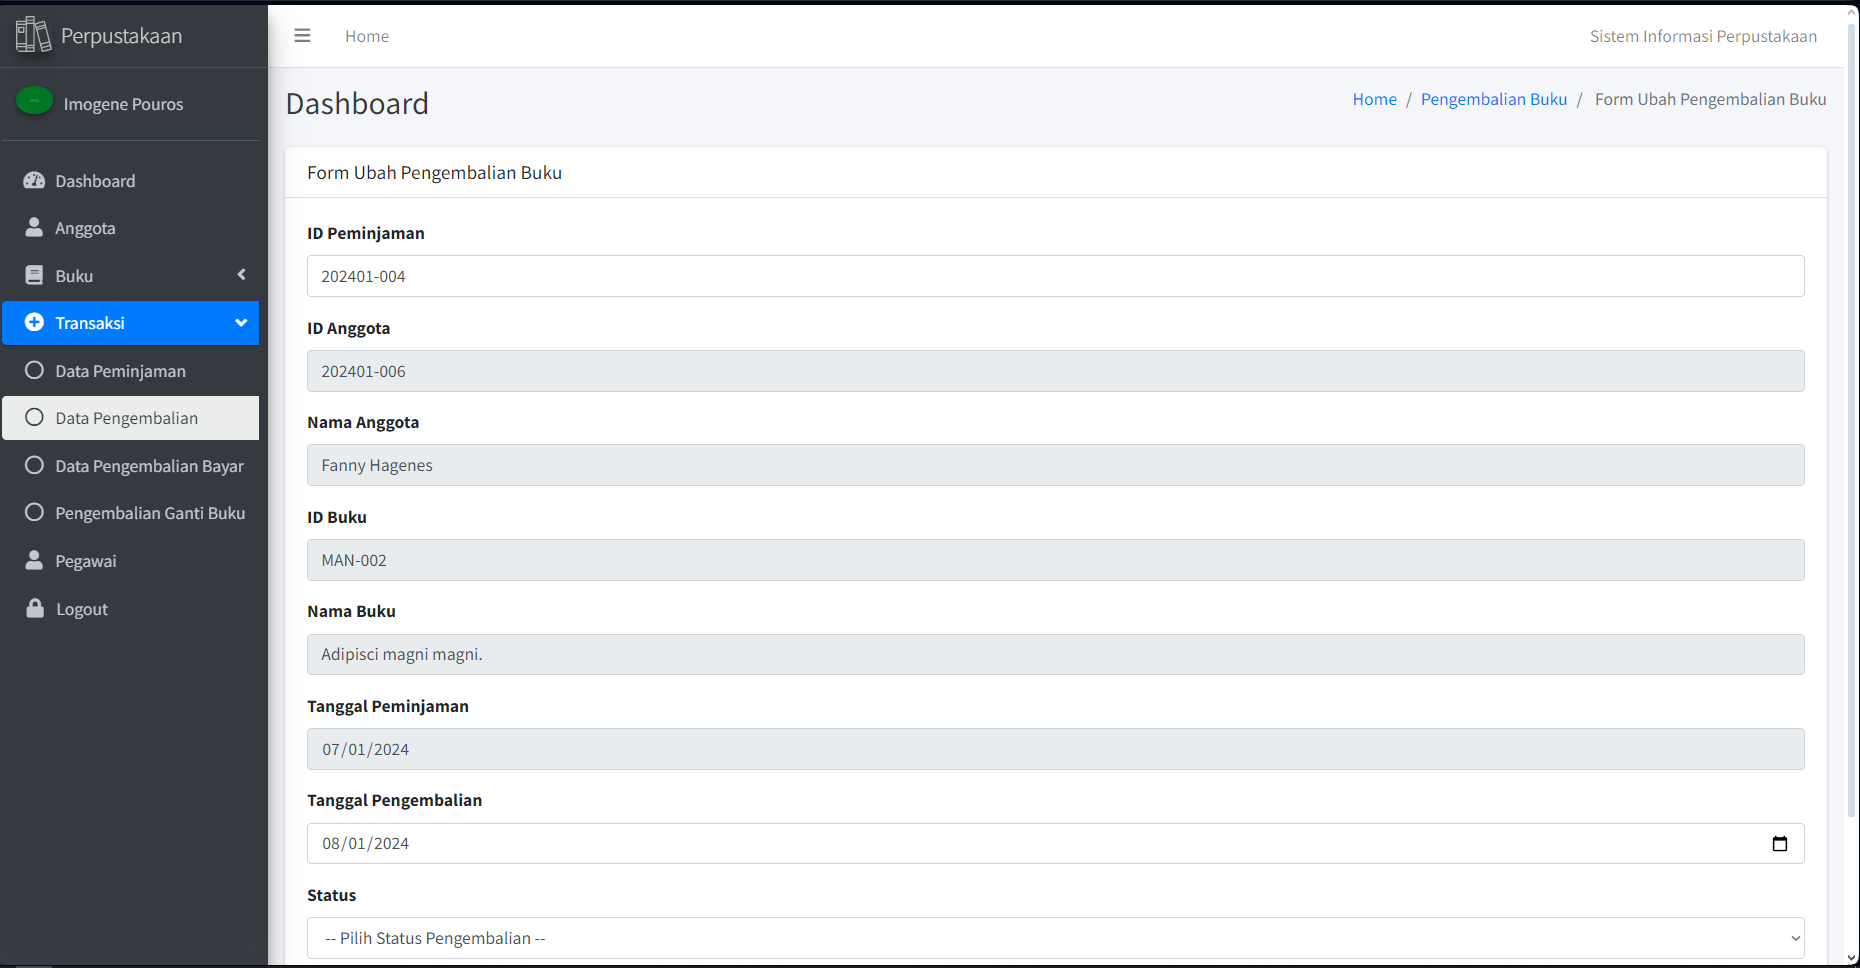 Perpustakaan
Home
Sistem Informasi Perpustakaan
Imogene Pouros
Dashboard
Anggota
Buku
Transaksi
Data Peminjaman
Data Pengembalian
Data Pengembalian Bayar
Pengembalian Ganti Buku
Pegawai
Logout
Dashboard
Home / Pengembalian Buku / Form Ubah Pengembalian Buku
Form Ubah Pengembalian Buku
ID Peminjaman
202401-004
ID Anggota
202401-006
Nama Anggota
Fanny Hagenes
ID Buku
MAN-002
Nama Buku
Adipisci magni magni.
Tanggal Peminjaman
07/01/2024
Tanggal Pengembalian
08/01/2024
Status
-- Pilih Status Pengembalian --